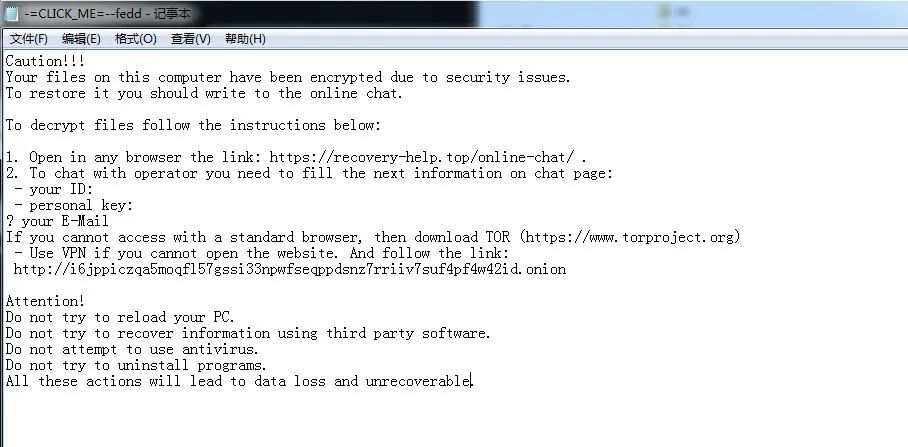 -=CLICK_ME=--fedd - 记事本
文件(F) 编辑(E) 格式(O) 查看(V) 帮助(H)
Caution!!!
Your files on this computer have been encrypted due to security issues.
To restore it you should write to the online chat.
To decrypt files follow the instructions below:
1. Open in any browser the link: https://recovery-help.top/online-chat/ .
2. To chat with operator you need to fill the next information on chat page:
- your ID:
- personal key:
? your E-Mail
If you cannot access with a standard browser, then download TOR (https://www.torproject.org)
- Use VPN if you cannot open the website. And follow the link:
http://i6jppiczqa5moqfl57gssi33npwfseqppdsnz7rriiv7suf4pf4w42id.onion
Attention!
Do not try to reload your PC.
Do not try to recover information using third party software.
Do not attempt to use antivirus.
Do not try to uninstall programs.
All these actions will lead to data loss and unrecoverable.